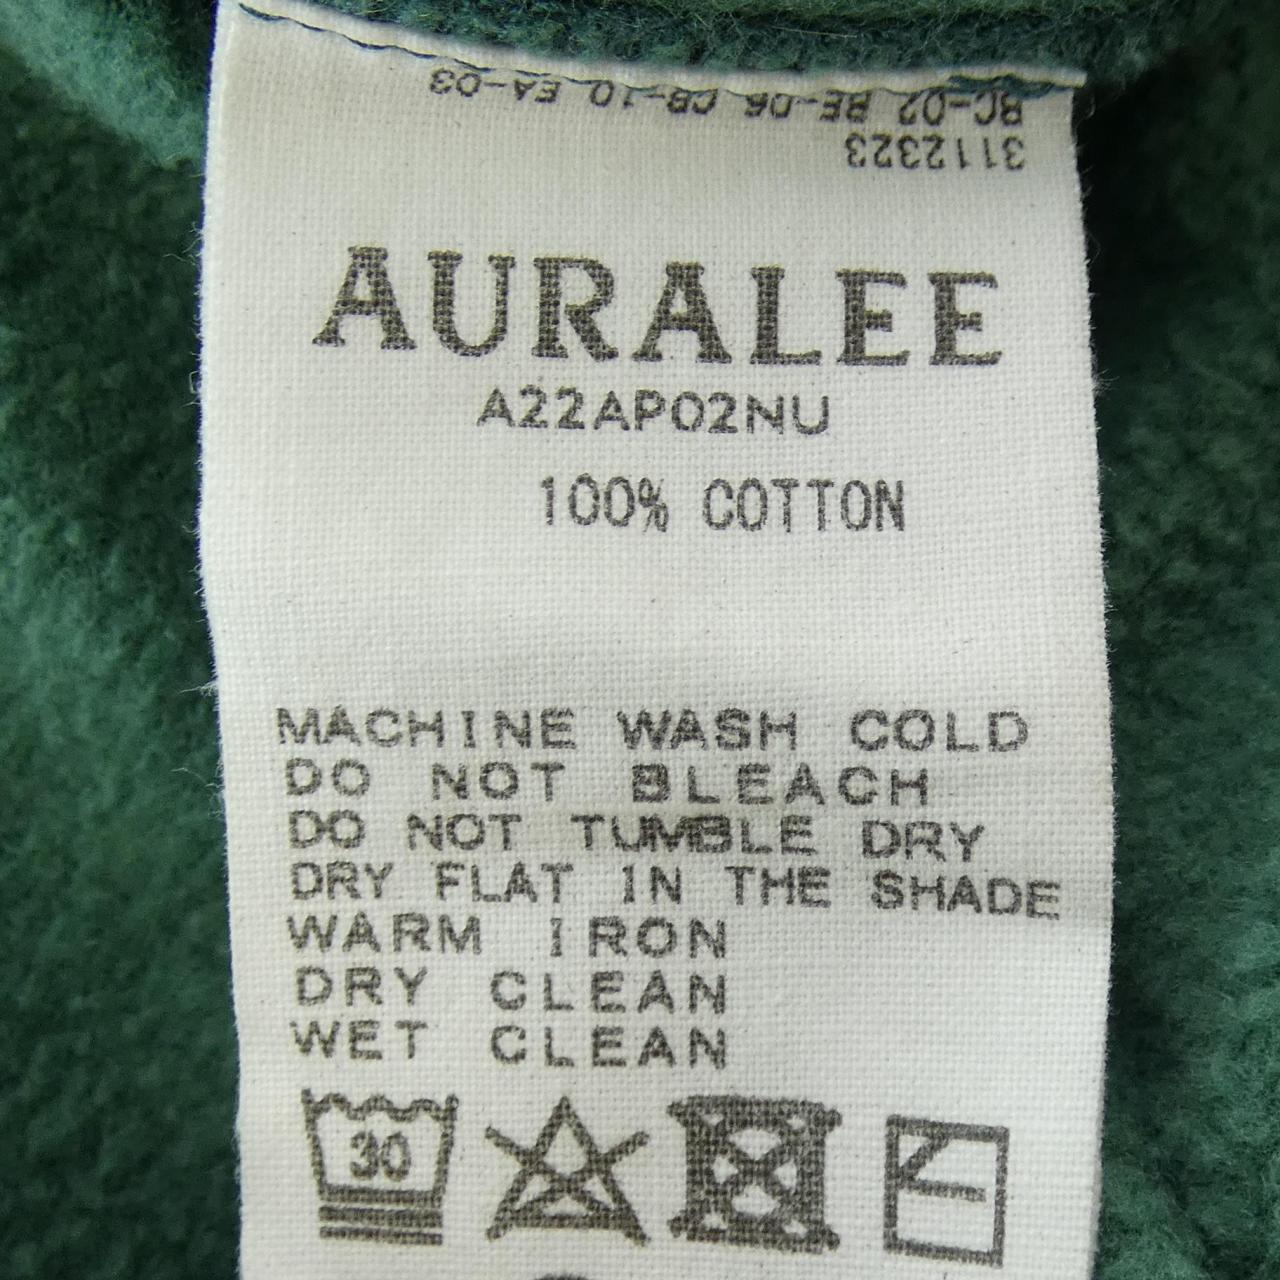 BC-02 BE-06 CB-10 EA-03
3112323
AURALEE
A22AP02NU
100% COTTON
MACHINE WASH COLD
DO NOT BLEACH
DO NOT TUMBLE DRY
DRY FLAT IN THE SHADE
WARM IRON
DRY CLEAN
WET CLEAN
30